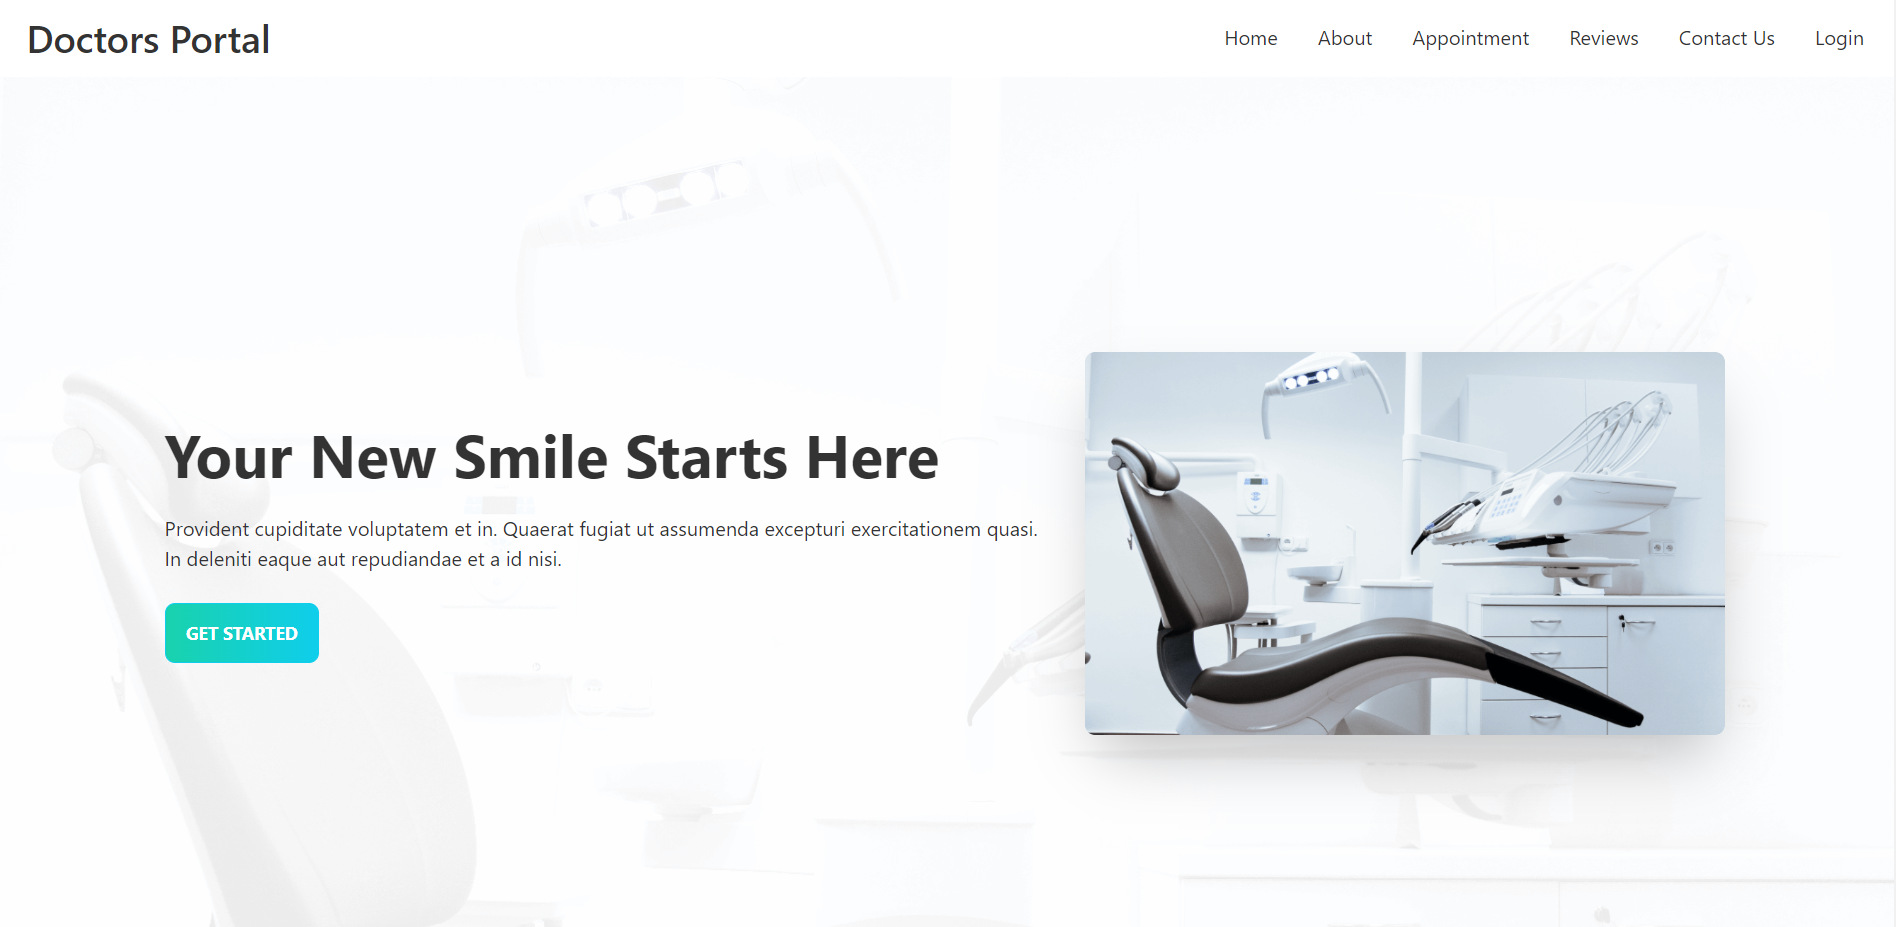 Doctors Portal
Home About Appointment Reviews Contact Us Login
Your New Smile Starts Here
Provident cupiditate voluptatem et in. Quaerat fugiat ut assumenda excepturi exercitationem quasi.
In deleniti eaque aut repudiandae et a id nisi.
GET STARTED